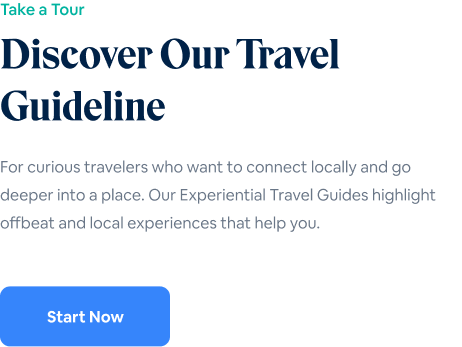 Take a Tour
Discover Our Travel
Guideline
For curious travelers who want to connect locally and go
deeper into a place. Our Experiential Travel Guides highlight
offbeat and local experiences that help you.
Start Now